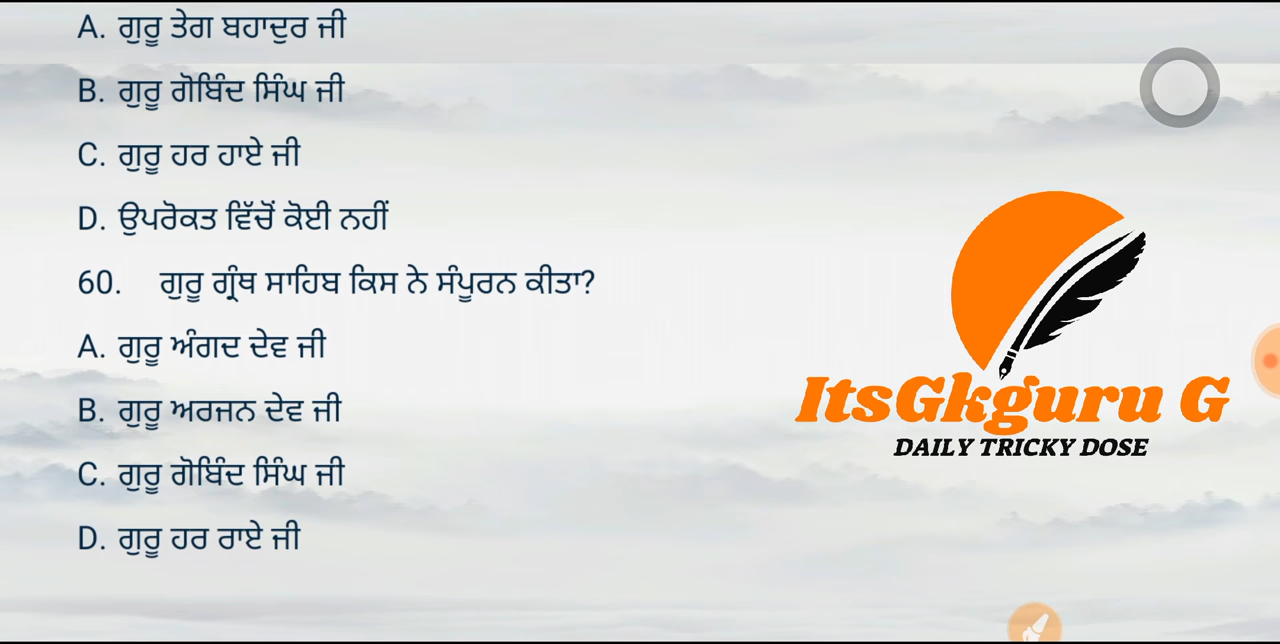 A. ਗੁਰੂ ਤੇਗ ਬਹਾਦੁਰ ਜੀ
B. ਗੁਰੂ ਗੋਬਿੰਦ ਸਿੰਘ ਜੀ
C. ਗੁਰੂ ਹਰ ਹਾਏ ਜੀ
D. ਉਪਰੋਕਤ ਵਿੱਚੋਂ ਕੋਈ ਨਹੀਂ
60. ਗੁਰੂ ਗ੍ਰੰਥ ਸਾਹਿਬ ਕਿਸ ਨੇ ਸੰਪੂਰਨ ਕੀਤਾ?
A. ਗੁਰੂ ਅੰਗਦ ਦੇਵ ਜੀ
B. ਗੁਰੂ ਅਰਜਨ ਦੇਵ ਜੀ
C. ਗੁਰੂ ਗੋਬਿੰਦ ਸਿੰਘ ਜੀ
D. ਗੁਰੂ ਹਰ ਰਾਏ ਜੀ
ItsGkguru G
DAILY TRICKY DOSE